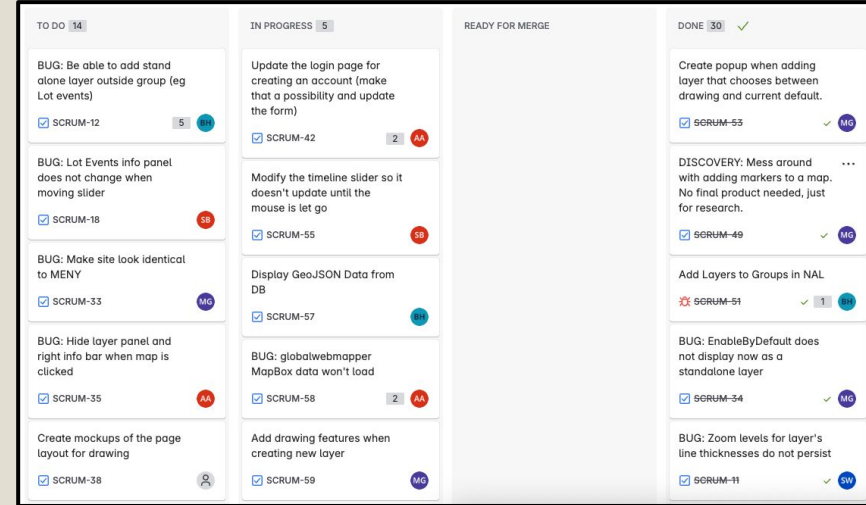 TO DO 14
BUG: Be able to add stand
alone layer outside group (eg
Lot events)
SCRUM-12 5 BH
BUG: Lot Events info panel
does not change when
moving slider
SCRUM-18 SB
BUG: Make site look identical
to MENY
SCRUM-33 MG
BUG: Hide layer panel and
right info bar when map is
clicked
SCRUM-35 AA
Create mockups of the page
layout for drawing
SCRUM-38
IN PROGRESS 5
Update the login page for
creating an account (make
that a possibility and update
the form)
SCRUM-42 2 AA
Modify the timeline slider so it
doesn't update until the
mouse is let go
SCRUM-55 SB
Display GeoJSON Data from
DB
SCRUM-57 BH
BUG: globalwebmapper
MapBox data won't load
SCRUM-58 2 AA
Add drawing features when
creating new layer
SCRUM-59 MG
READY FOR MERGE
DONE 30
Create popup when adding
layer that chooses between
drawing and current default.
SCRUM-53 MG
DISCOVERY: Mess around
with adding markers to a map.
No final product needed, just
for research.
SCRUM-49 MG
Add Layers to Groups in NAL
SCRUM-51 1 BH
BUG: EnableByDefault does
not display now as a
standalone layer
SCRUM-34 MG
BUG: Zoom levels for layer's
line thicknesses do not persist
SCRUM-11 SW